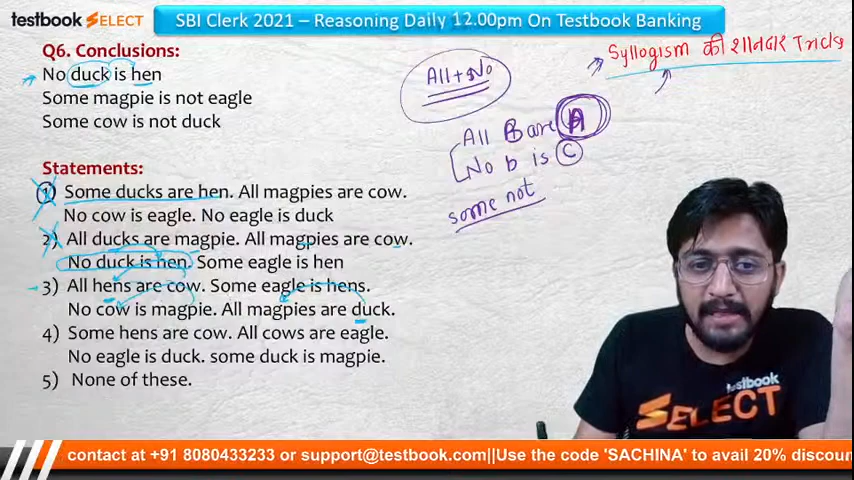 testbook SELECT
SBI Clerk 2021 – Reasoning Daily 12.00pm On Testbook Banking
Q6. Conclusions:
No duck is hen
Some magpie is not eagle
Some cow is not duck
All + No
Syllogism की शानदार Tricks
All B are A
No b is C
some not
Statements:
1) Some ducks are hen. All magpies are cow.
No cow is eagle. No eagle is duck
2) All ducks are magpie. All magpies are cow.
No duck is hen. Some eagle is hen
3) All hens are cow. Some eagle is hens.
No cow is magpie. All magpies are duck.
4) Some hens are cow. All cows are eagle.
No eagle is duck. some duck is magpie.
5) None of these.
testbook
SELECT
contact at +91 8080433233 or support@testbook.com||Use the code 'SACHINA' to avail 20% discoun